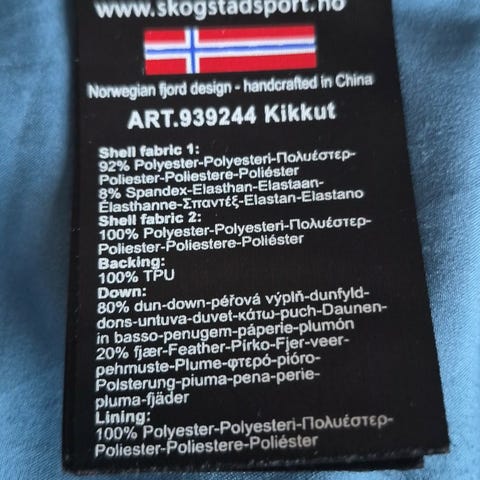 www.skogstadsport.no
Norwegian fjord design - handcrafted in China
ART.939244 Kikkut
Shell fabric 1:
92% Polyester-Polyesteri-Πολυέστερ-
Poliester-Poliestere-Poliéster
8% Spandex-Elasthan-Elastaan-
Élasthanne-Σπαντέξ-Elastan-Elastano
Shell fabric 2:
100% Polyester-Polyesteri-Πολυέστερ-
Poliester-Poliestere-Poliéster
Backing:
100% TPU
Down:
80% dun-down-péřová výplň-dunfyld-
dons-untuva-duvet-κάτω-puch-Daunen-
in basso-penugem-páperie-plumón
20% fjær-Feather-Pírko-Fjer-veer-
pehmuste-Plume-φτερό-pióro-
Polsterung-piuma-pena-perie-
pluma-fjäder
Lining:
100% Polyester-Polyesteri-Πολυέστερ-
Poliester-Poliestere-Poliéster